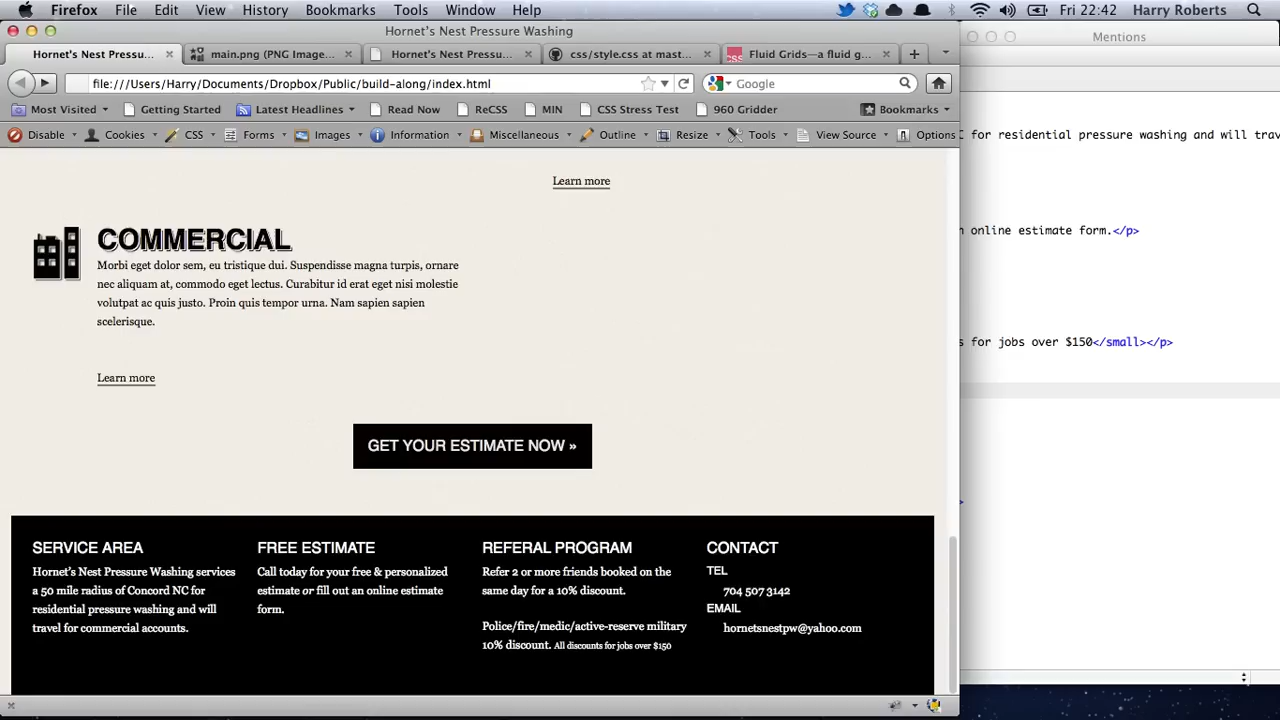 Firefox File Edit View History Bookmarks Tools Window Help Fri 22:42 Harry Roberts
Hornet's Nest Pressure Washing
Mentions
Hornet's Nest Pressu... main.png (PNG Image... Hornet's Nest Pressu... css/style.css at mast... Fluid Grids—a fluid g...
file:///Users/Harry/Documents/Dropbox/Public/build-along/index.html Google
Most Visited Getting Started Latest Headlines Read Now ReCSS MIN CSS Stress Test 960 Gridder Bookmarks
Disable Cookies CSS Forms Images Information Miscellaneous Outline Resize Tools View Source Options
C for residential pressure washing and will trav
Learn more
n online estimate form.</p>
COMMERCIAL
Morbi eget dolor sem, eu tristique dui. Suspendisse magna turpis, ornare
nec aliquam at, commodo eget lectus. Curabitur id erat eget nisi molestie
volutpat ac quis justo. Proin quis tempor urna. Nam sapien sapien
scelerisque.
s for jobs over $150</small></p>
Learn more
GET YOUR ESTIMATE NOW »
SERVICE AREA
Hornet's Nest Pressure Washing services
a 50 mile radius of Concord NC for
residential pressure washing and will
travel for commercial accounts.
FREE ESTIMATE
Call today for your free & personalized
estimate or fill out an online estimate
form.
REFERAL PROGRAM
Refer 2 or more friends booked on the
same day for a 10% discount.
Police/fire/medic/active-reserve military
10% discount. All discounts for jobs over $150
CONTACT
TEL
704 507 3142
EMAIL
hornetsnestpw@yahoo.com